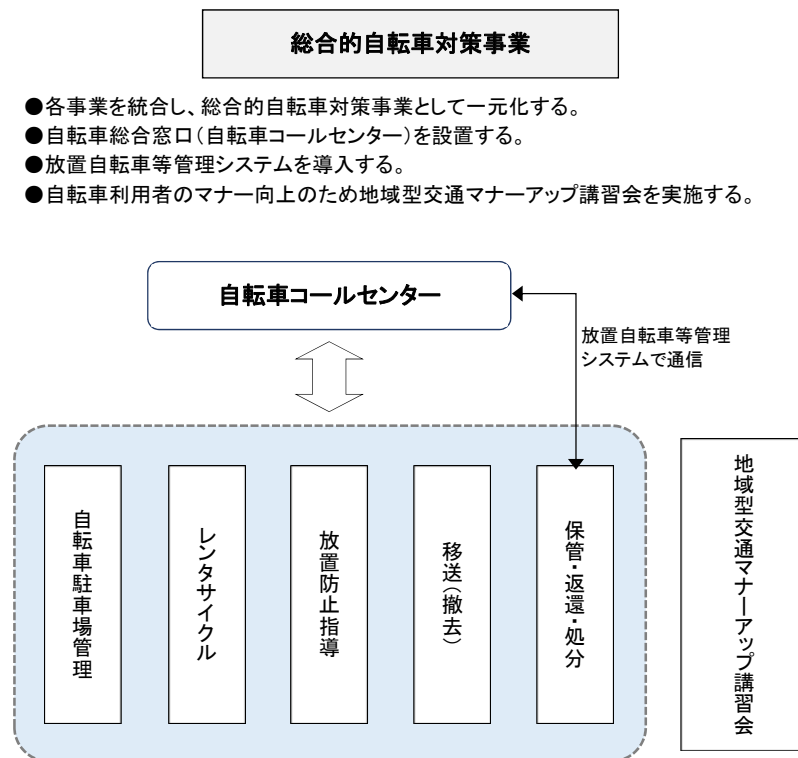 総合的自転車対策事業
●各事業を統合し、総合的自転車対策事業として一元化する。
●自転車総合窓口(自転車コールセンター)を設置する。
●放置自転車等管理システムを導入する。
●自転車利用者のマナー向上のため地域型交通マナーアップ講習会を実施する。
自転車コールセンター
放置自転車等管理
システムで通信
自転車駐車場管理
レンタサイクル
放置防止指導
移送(撤去)
保管・返還・処分
地域型交通マナーアップ講習会